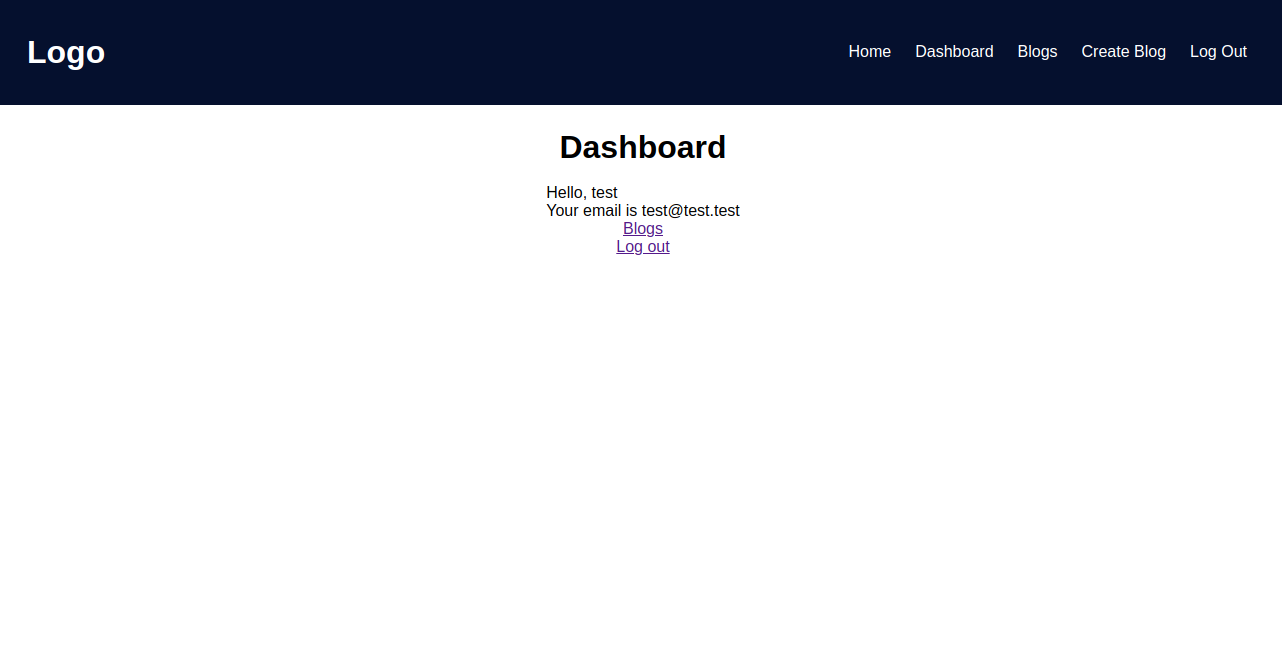 Logo
Home Dashboard Blogs Create Blog Log Out
Dashboard
Hello, test
Your email is test@test.test
Blogs
Log out